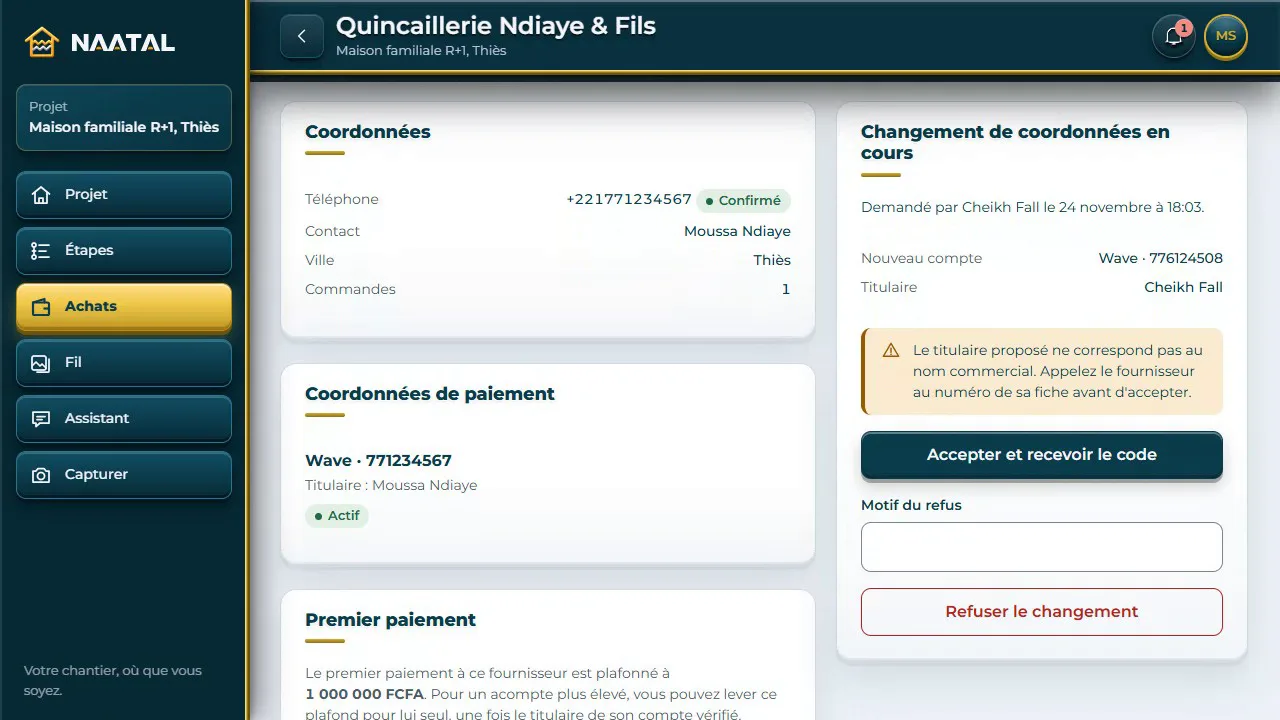 NAATAL
Projet
Maison familiale R+1, Thiès
Projet
Étapes
Achats
Fil
Assistant
Capturer
Votre chantier, où que vous
soyez.
Quincaillerie Ndiaye & Fils
Maison familiale R+1, Thiès
1
MS
Coordonnées
Téléphone +221771234567 Confirmé
Contact Moussa Ndiaye
Ville Thiès
Commandes 1
Coordonnées de paiement
Wave · 771234567
Titulaire : Moussa Ndiaye
Actif
Premier paiement
Le premier paiement à ce fournisseur est plafonné à
1 000 000 FCFA. Pour un acompte plus élevé, vous pouvez lever ce
plafond pour lui seul, une fois le titulaire de son compte vérifié.
Changement de coordonnées en
cours
Demandé par Cheikh Fall le 24 novembre à 18:03.
Nouveau compte Wave · 776124508
Titulaire Cheikh Fall
Le titulaire proposé ne correspond pas au
nom commercial. Appelez le fournisseur
au numéro de sa fiche avant d'accepter.
Accepter et recevoir le code
Motif du refus
Refuser le changement